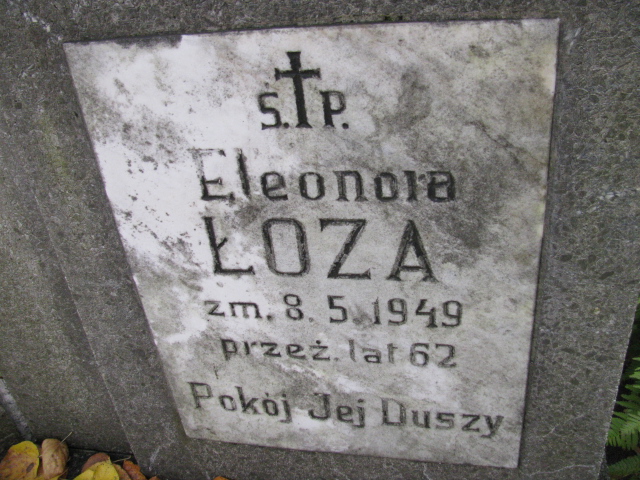 Ś.P.
Eleonora
ŁOZA
zm. 8.5.1949
przeż. lat 62
Pokój Jej Duszy